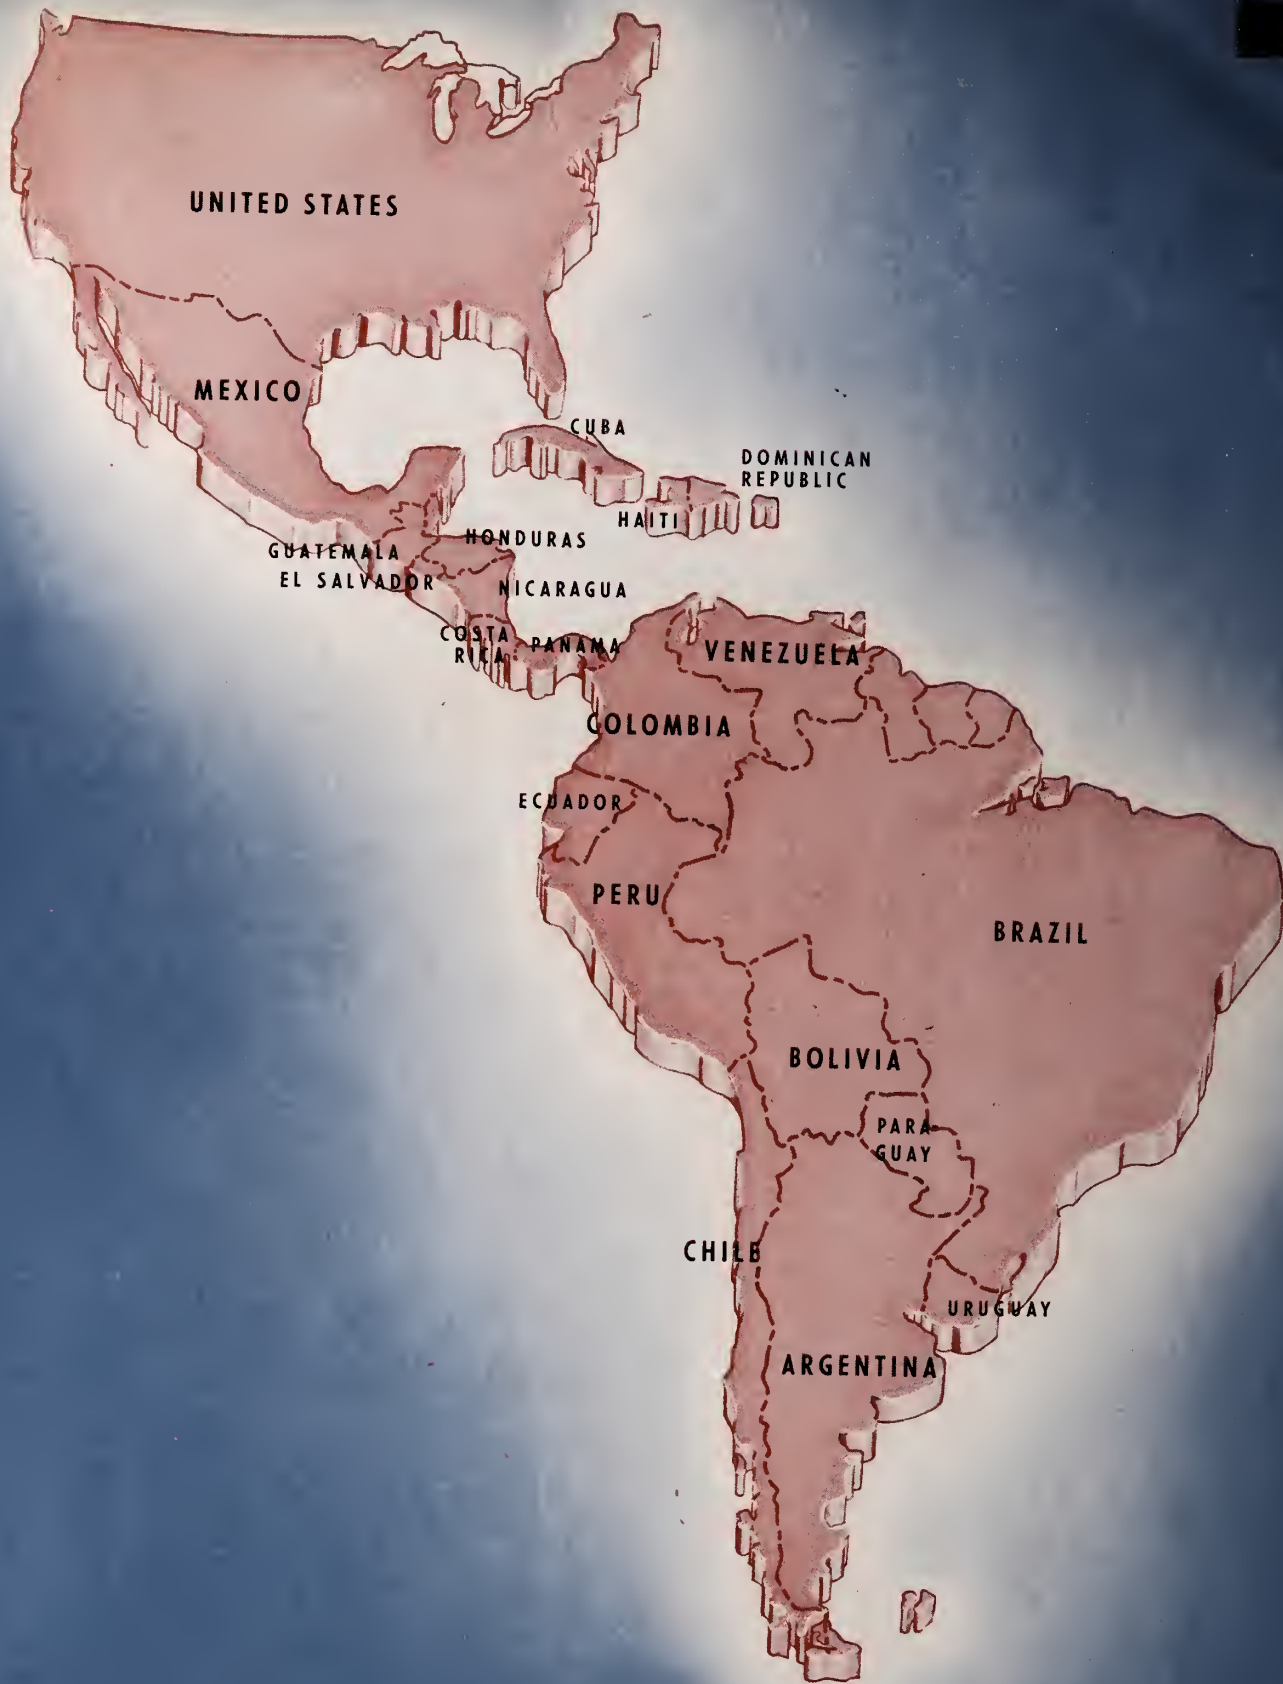 UNITED STATES
MEXICO
CUBA
DOMINICAN
REPUBLIC
HAITI
HONDURAS
GUATEMALA
EL SALVADOR
NICARAGUA
COSTA
RICA
PANAMA
VENEZUELA
COLOMBIA
ECUADOR
PERU
BRAZIL
BOLIVIA
PARA
GUAY
CHILE
URUGUAY
ARGENTINA